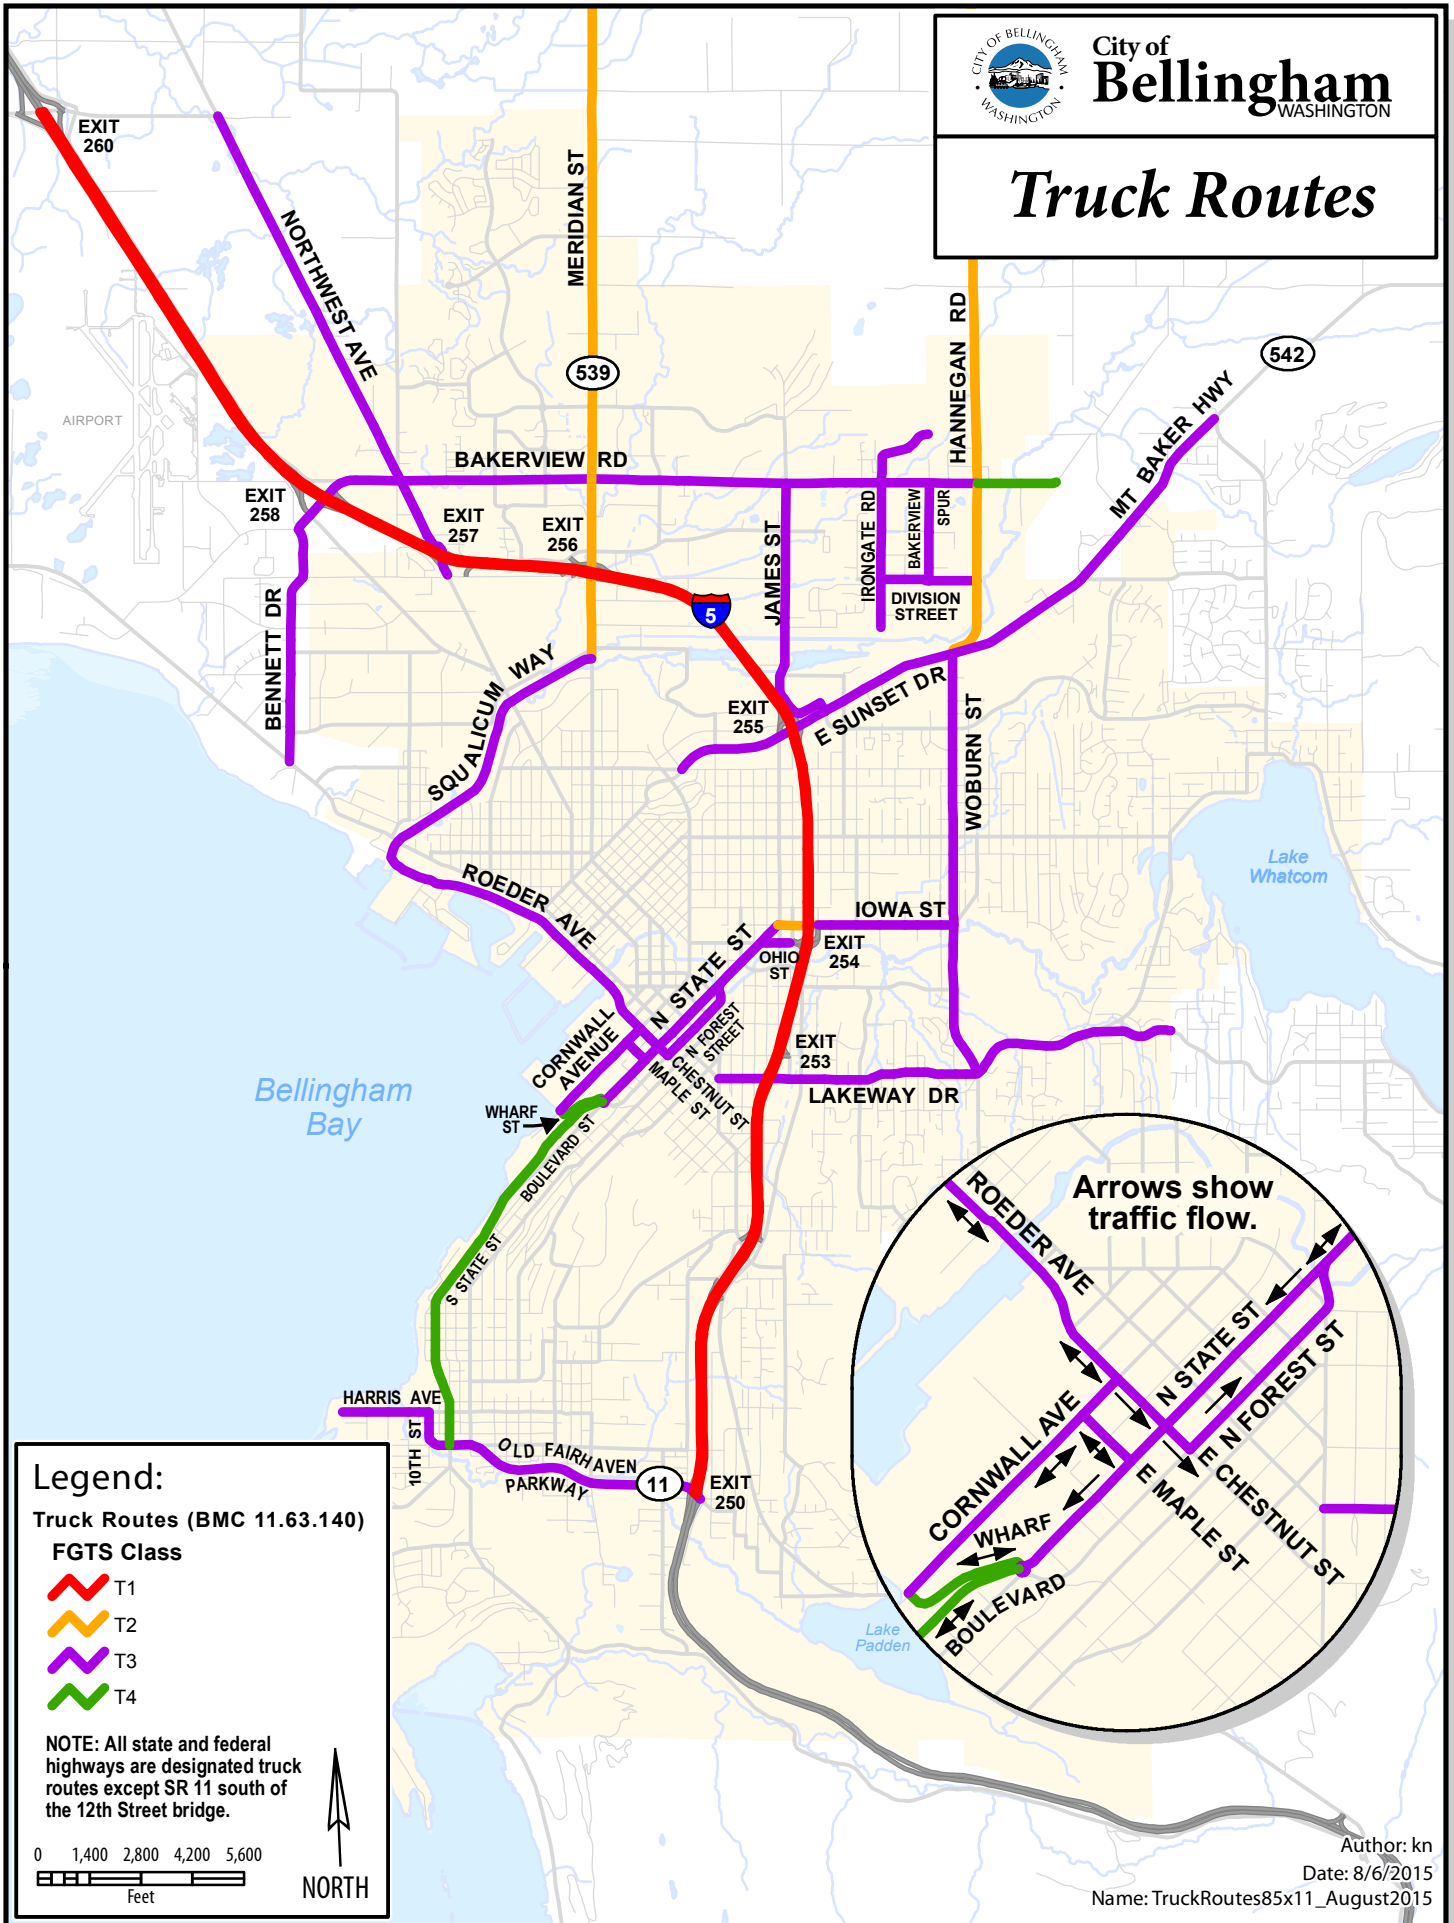 CITY OF BELLINGHAM
• WASHINGTON •
City of
Bellingham
WASHINGTON
Truck Routes
EXIT
260
NORTHWEST AVE
MERIDIAN ST
539
HANNEGAN RD
542
MT BAKER HWY
AIRPORT
BAKERVIEW RD
EXIT
258
EXIT
257
EXIT
256
JAMES ST
IRONGATE RD
BAKERVIEW
SPUR
DIVISION
STREET
5
BENNETT DR
SQUALICUM WAY
EXIT
255
E SUNSET DR
WOBURN ST
Lake
Whatcom
ROEDER AVE
IOWA ST
N STATE ST
OHIO
ST
EXIT
254
CORNWALL
AVENUE
N FOREST
STREET
CHESTNUT ST
MAPLE ST
EXIT
253
LAKEWAY DR
Bellingham
Bay
WHARF
ST
BOULEVARD ST
S STATE ST
HARRIS AVE
10TH ST
OLD FAIRHAVEN
PARKWAY
11
EXIT
250
Arrows show
traffic flow.
ROEDER AVE
N STATE ST
E N FOREST ST
CORNWALL AVE
E CHESTNUT ST
E MAPLE ST
WHARF
BOULEVARD
Lake
Padden
Legend:
Truck Routes (BMC 11.63.140)
FGTS Class
T1
T2
T3
T4
NOTE: All state and federal
highways are designated truck
routes except SR 11 south of
the 12th Street bridge.
0 1,400 2,800 4,200 5,600
Feet
NORTH
Author: kn
Date: 8/6/2015
Name: TruckRoutes85x11_August2015